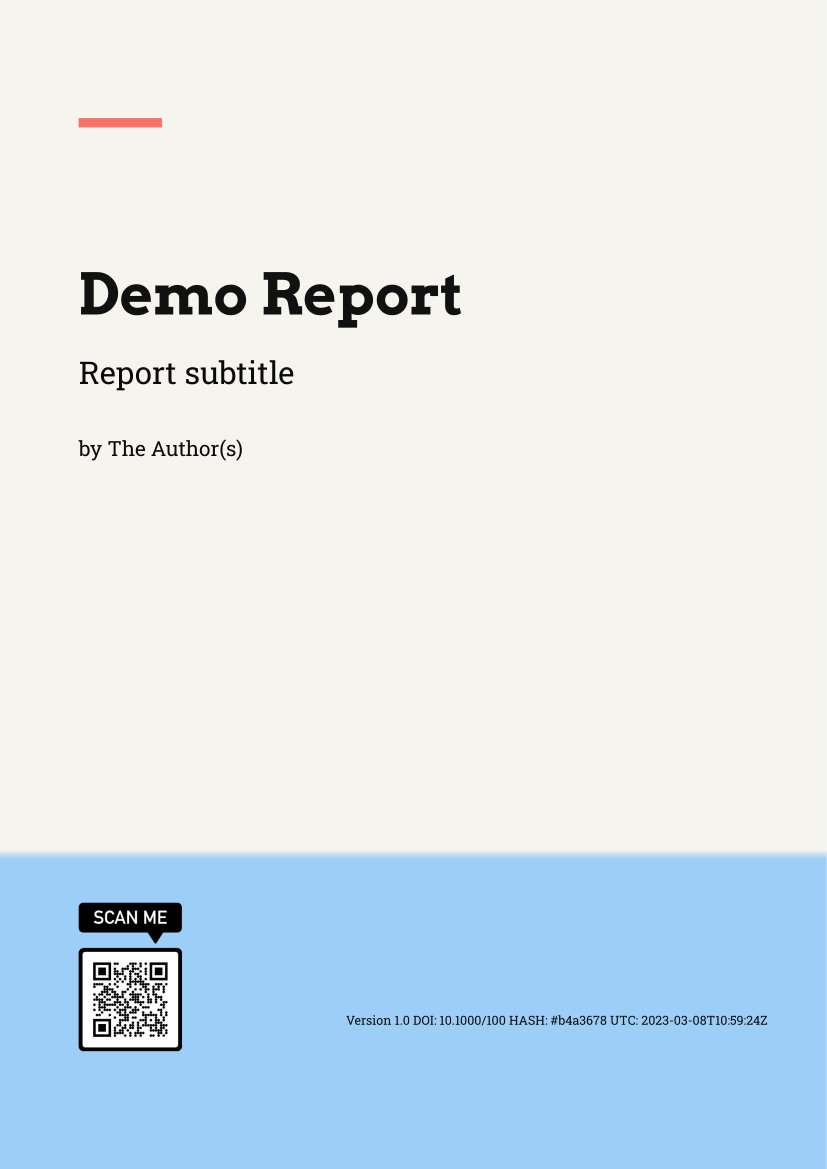 Demo Report
Report subtitle
by The Author(s)
SCAN ME
Version 1.0 DOI: 10.1000/100 HASH: #b4a3678 UTC: 2023-03-08T10:59:24Z